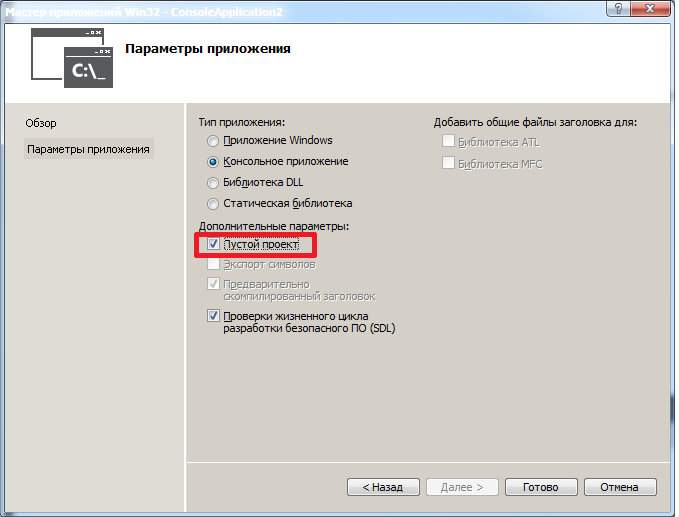 Мастер приложений Win32 - ConsoleApplication2
C:\_
Параметры приложения
Обзор
Параметры приложения
Тип приложения:
Приложение Windows
Консольное приложение
Библиотека DLL
Статическая библиотека
Дополнительные параметры:
Пустой проект
Экспорт символов
Предварительно
скомпилированный заголовок
Проверки жизненного цикла
разработки безопасного ПО (SDL)
Добавить общие файлы заголовка для:
Библиотека ATL
Библиотека MFC
< Назад
Далее >
Готово
Отмена